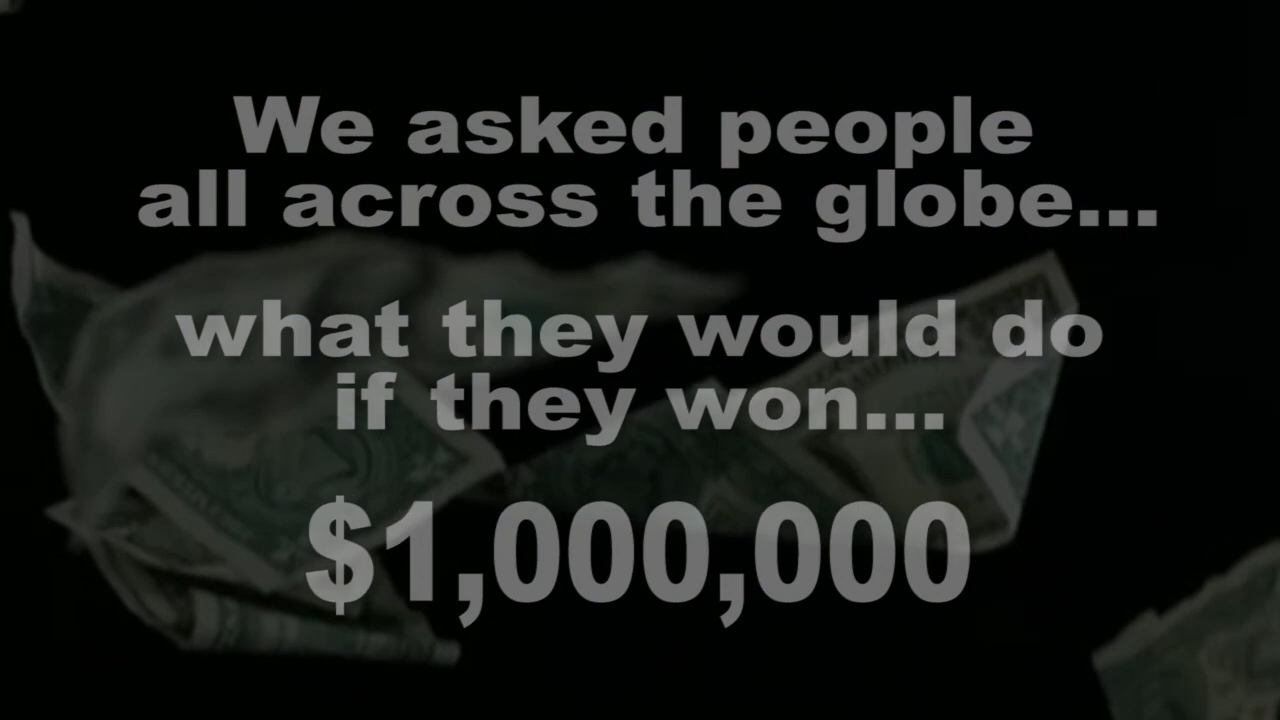 We asked people
all across the globe...
what they would do
if they won...
$1,000,000